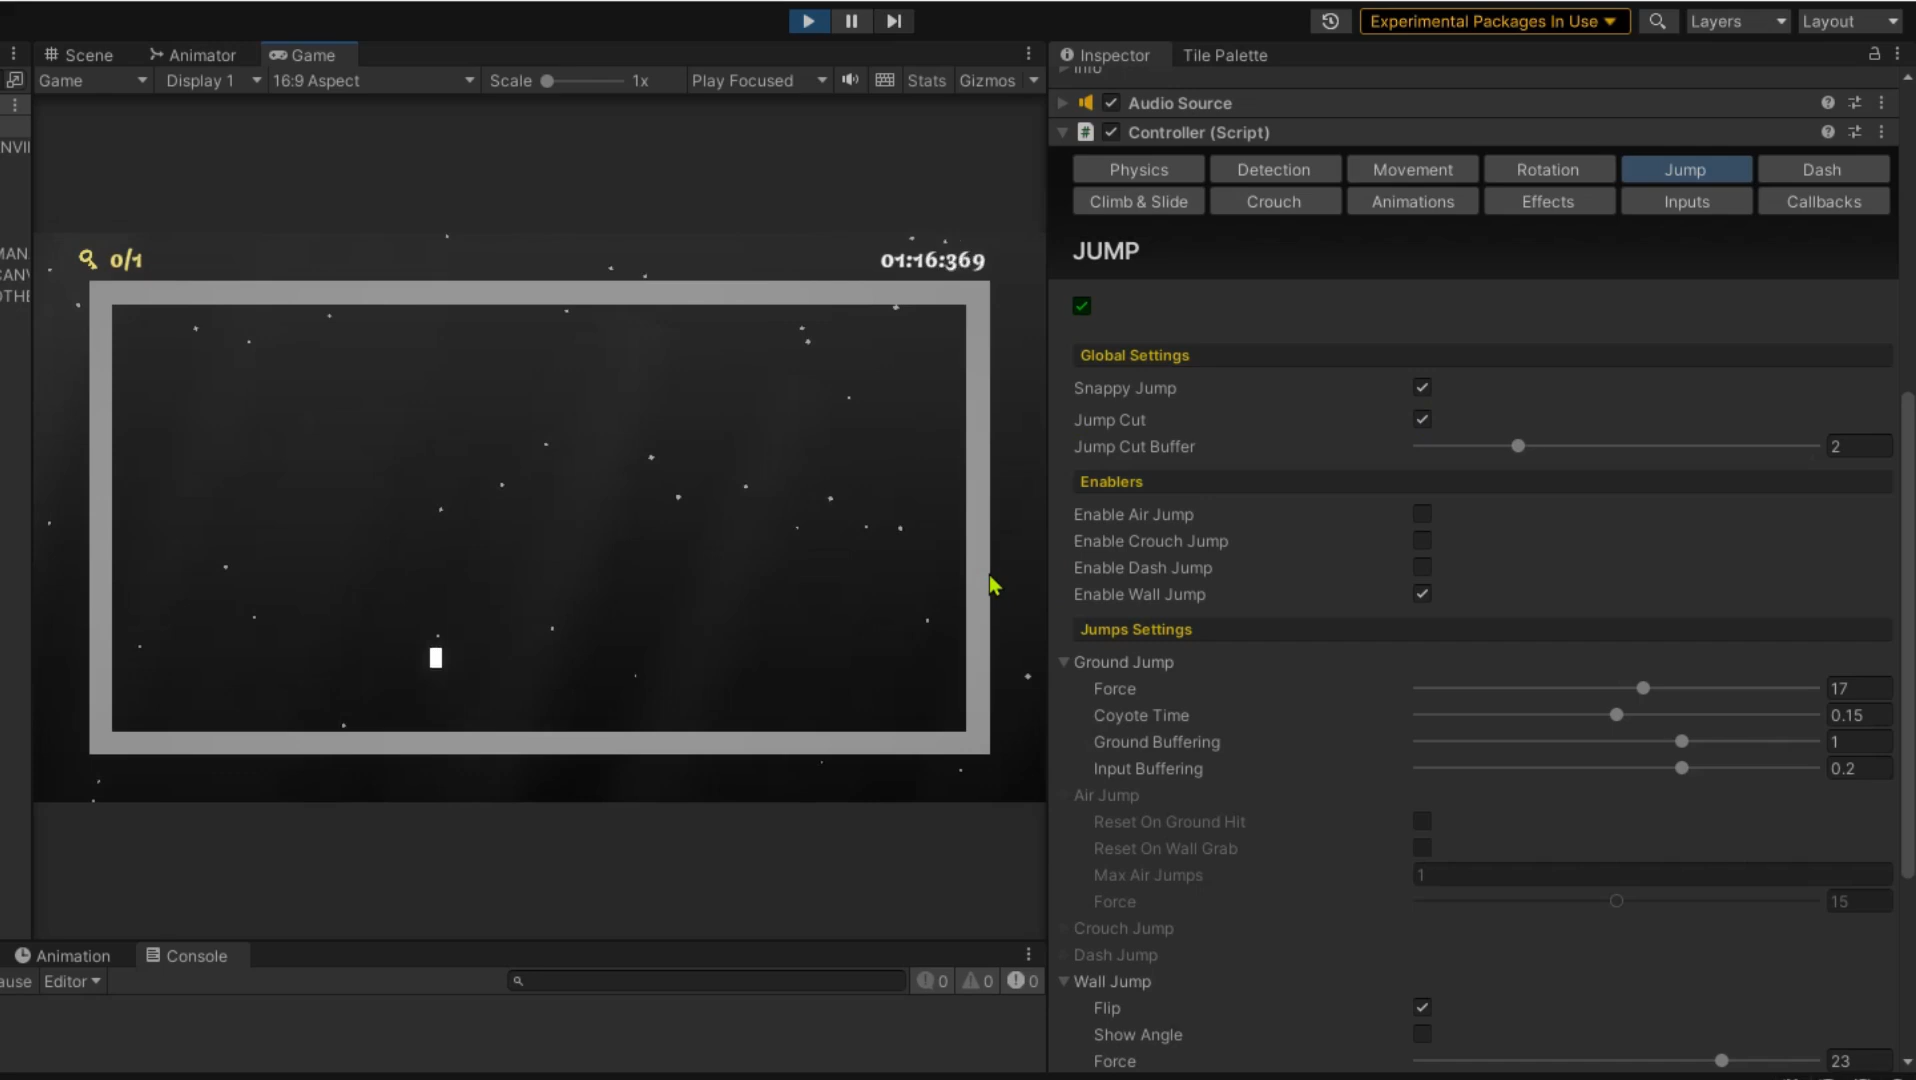 Experimental Packages In Use
Layers
Layout
Scene
Animator
Game
Inspector
Tile Palette
Game
Display 1
16:9 Aspect
Scale
1x
Play Focused
Stats
Gizmos
Info
Audio Source
Controller (Script)
Physics
Detection
Movement
Rotation
Jump
Dash
Climb & Slide
Crouch
Animations
Effects
Inputs
Callbacks
JUMP
0/1
01:16:369
NVII
MAN
CANV
OTHE
Global Settings
Snappy Jump
Jump Cut
Jump Cut Buffer
2
Enablers
Enable Air Jump
Enable Crouch Jump
Enable Dash Jump
Enable Wall Jump
Jumps Settings
Ground Jump
Force
17
Coyote Time
0.15
Ground Buffering
1
Input Buffering
0.2
Air Jump
Reset On Ground Hit
Reset On Wall Grab
Max Air Jumps
1
Force
15
Crouch Jump
Dash Jump
Wall Jump
Flip
Show Angle
Force
23
Animation
Console
ause
Editor
0
0
0